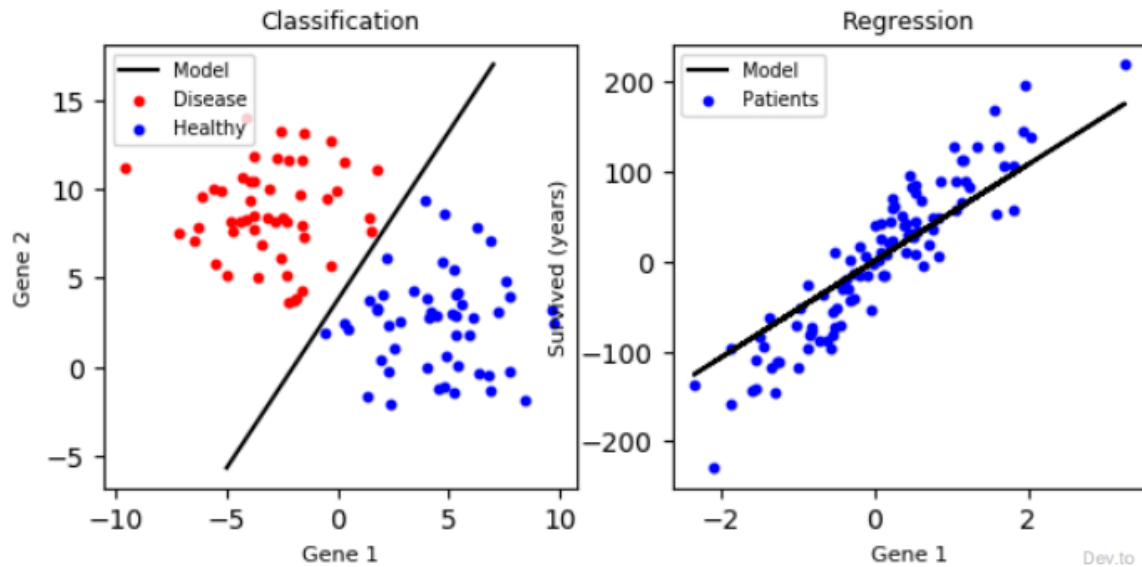 Classification
Model
Disease
Healthy
15
10
5
0
−5
Gene 2
−10
−5
0
5
10
Gene 1
Regression
Model
Patients
200
100
0
−100
−200
Survived (years)
−2
0
2
Gene 1
Dev.to